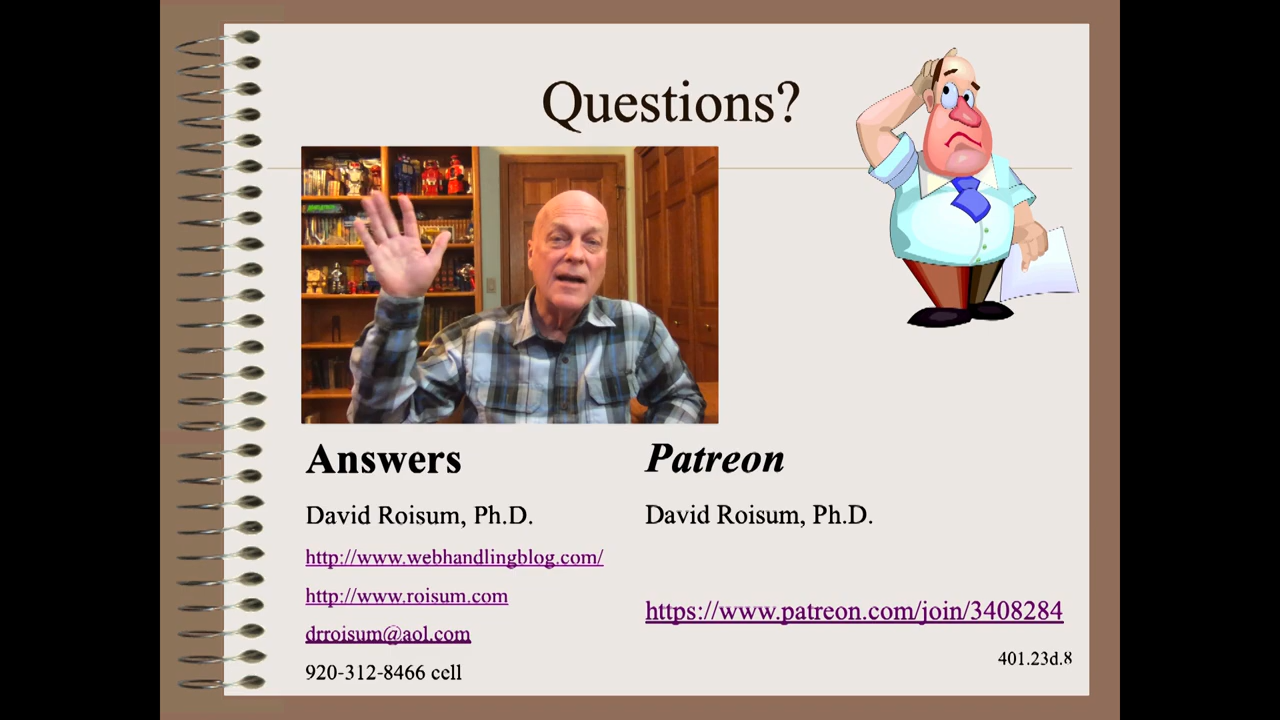 Questions?
Answers
David Roisum, Ph.D.
http://www.webhandlingblog.com/
http://www.roisum.com
drroisum@aol.com
920-312-8466 cell
Patreon
David Roisum, Ph.D.
https://www.patreon.com/join/3408284
401.23d.8